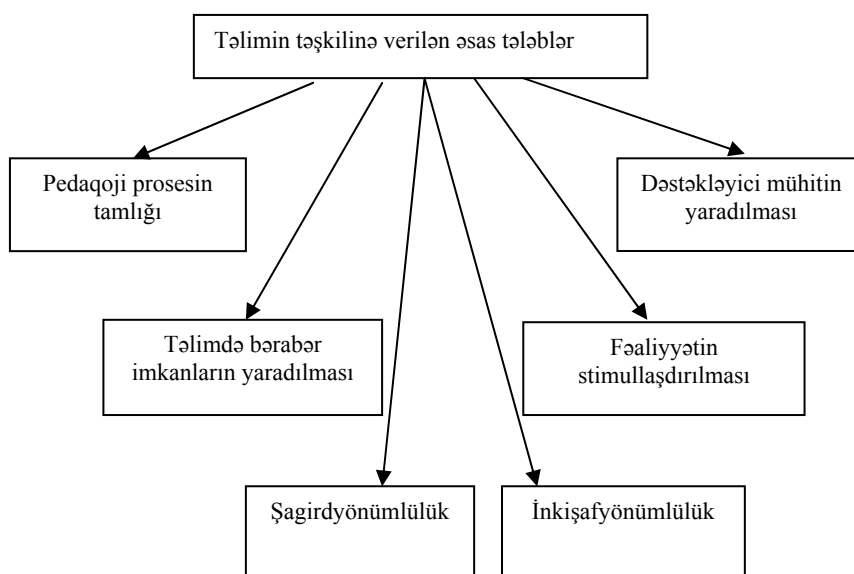 Təlimin təşkilinə verilən əsas tələblər
Pedaqoji prosesin
tamlığı
Dəstəkləyici mühitin
yaradılması
Təlimdə bərabər
imkanların yaradılması
Fəaliyyətin
stimullaşdırılması
Şagirdyönümlülük
İnkişafyönümlülük